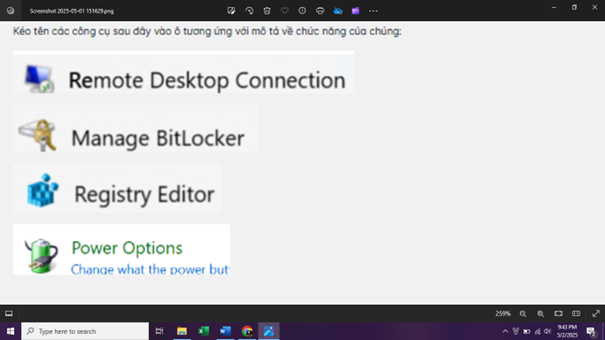 Screenshot 2025-05-01 151629.png
Kéo tên các công cụ sau đây vào ô tương ứng với mô tả về chức năng của chúng:
Remote Desktop Connection
Manage BitLocker
Registry Editor
Power Options
Change what the power but
259%
Type here to search
9:43 PM
5/2/2025